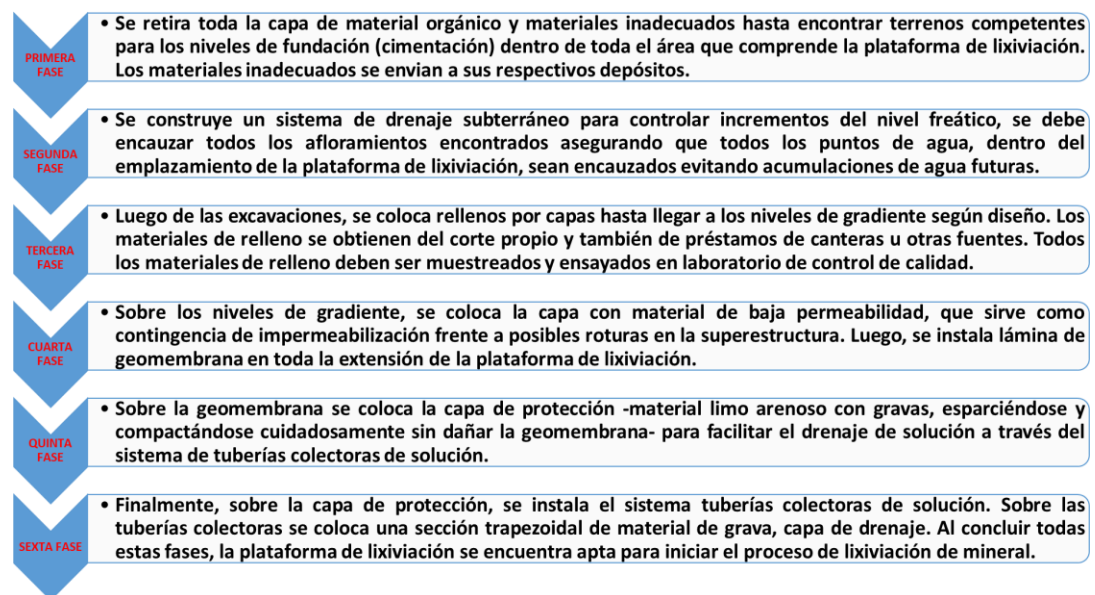 PRIMERA
FASE
• Se retira toda la capa de material orgánico y materiales inadecuados hasta encontrar terrenos competentes
para los niveles de fundación (cimentación) dentro de toda el área que comprende la plataforma de lixiviación.
Los materiales inadecuados se envian a sus respectivos depósitos.
SEGUNDA
FASE
• Se construye un sistema de drenaje subterráneo para controlar incrementos del nivel freático, se debe
encauzar todos los afloramientos encontrados asegurando que todos los puntos de agua, dentro del
emplazamiento de la plataforma de lixiviación, sean encauzados evitando acumulaciones de agua futuras.
TERCERA
FASE
• Luego de las excavaciones, se coloca rellenos por capas hasta llegar a los niveles de gradiente según diseño. Los
materiales de relleno se obtienen del corte propio y también de préstamos de canteras u otras fuentes. Todos
los materiales de relleno deben ser muestreados y ensayados en laboratorio de control de calidad.
CUARTA
FASE
• Sobre los niveles de gradiente, se coloca la capa con material de baja permeabilidad, que sirve como
contingencia de impermeabilización frente a posibles roturas en la superestructura. Luego, se instala lámina de
geomembrana en toda la extensión de la plataforma de lixiviación.
QUINTA
FASE
• Sobre la geomembrana se coloca la capa de protección -material limo arenoso con gravas, esparciéndose y
compactándose cuidadosamente sin dañar la geomembrana- para facilitar el drenaje de solución a través del
sistema de tuberías colectoras de solución.
SEXTA FASE
• Finalmente, sobre la capa de protección, se instala el sistema tuberías colectoras de solución. Sobre las
tuberías colectoras se coloca una sección trapezoidal de material de grava, capa de drenaje. Al concluir todas
estas fases, la plataforma de lixiviación se encuentra apta para iniciar el proceso de lixiviación de mineral.